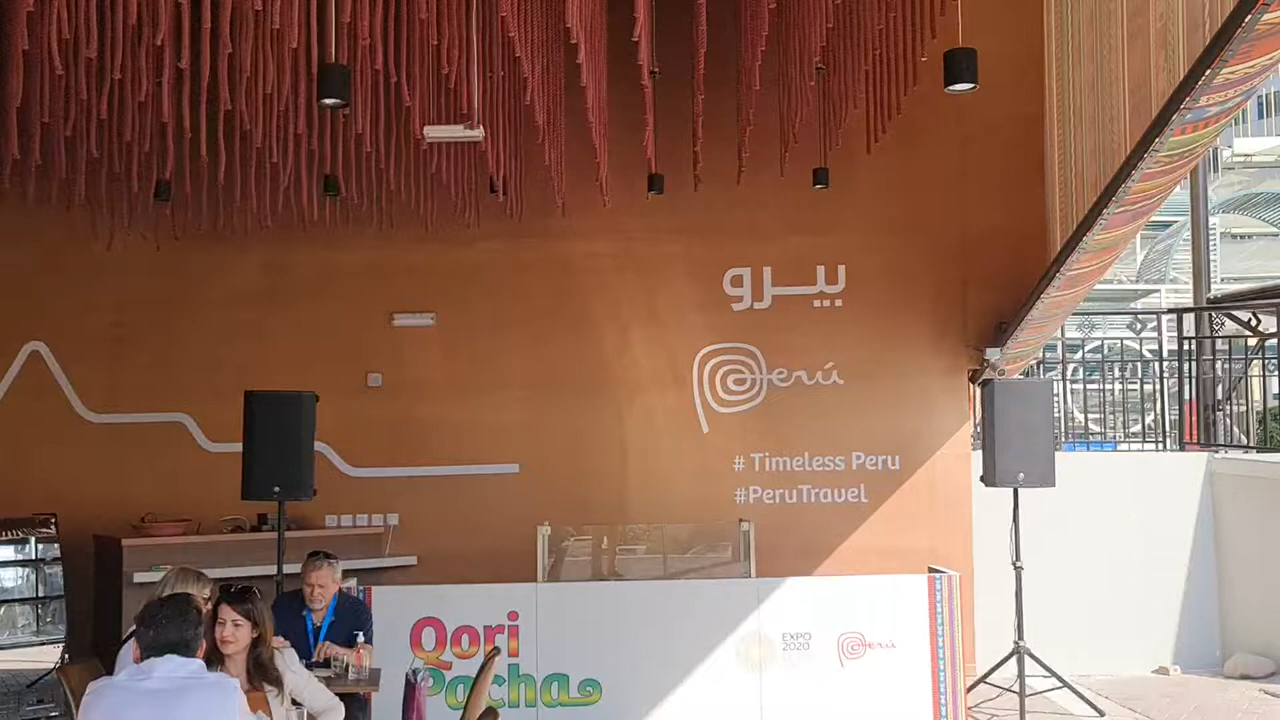 بيرو
Perú
# Timeless Peru
#PeruTravel
Qori
Pacha
EXPO
2020
Perú